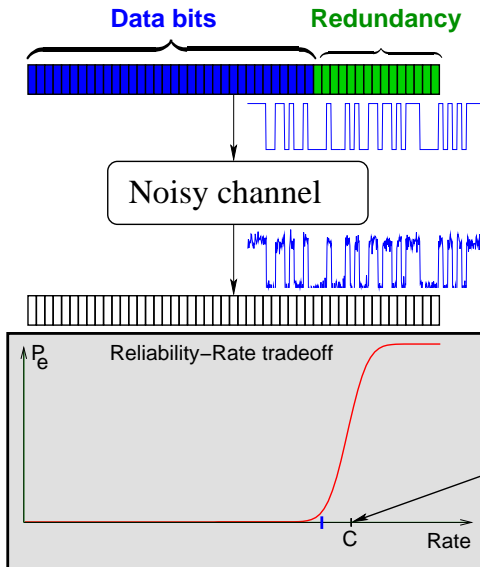 Data bits
Redundancy
Noisy channel
Pe
Reliability−Rate tradeoff
C
Rate